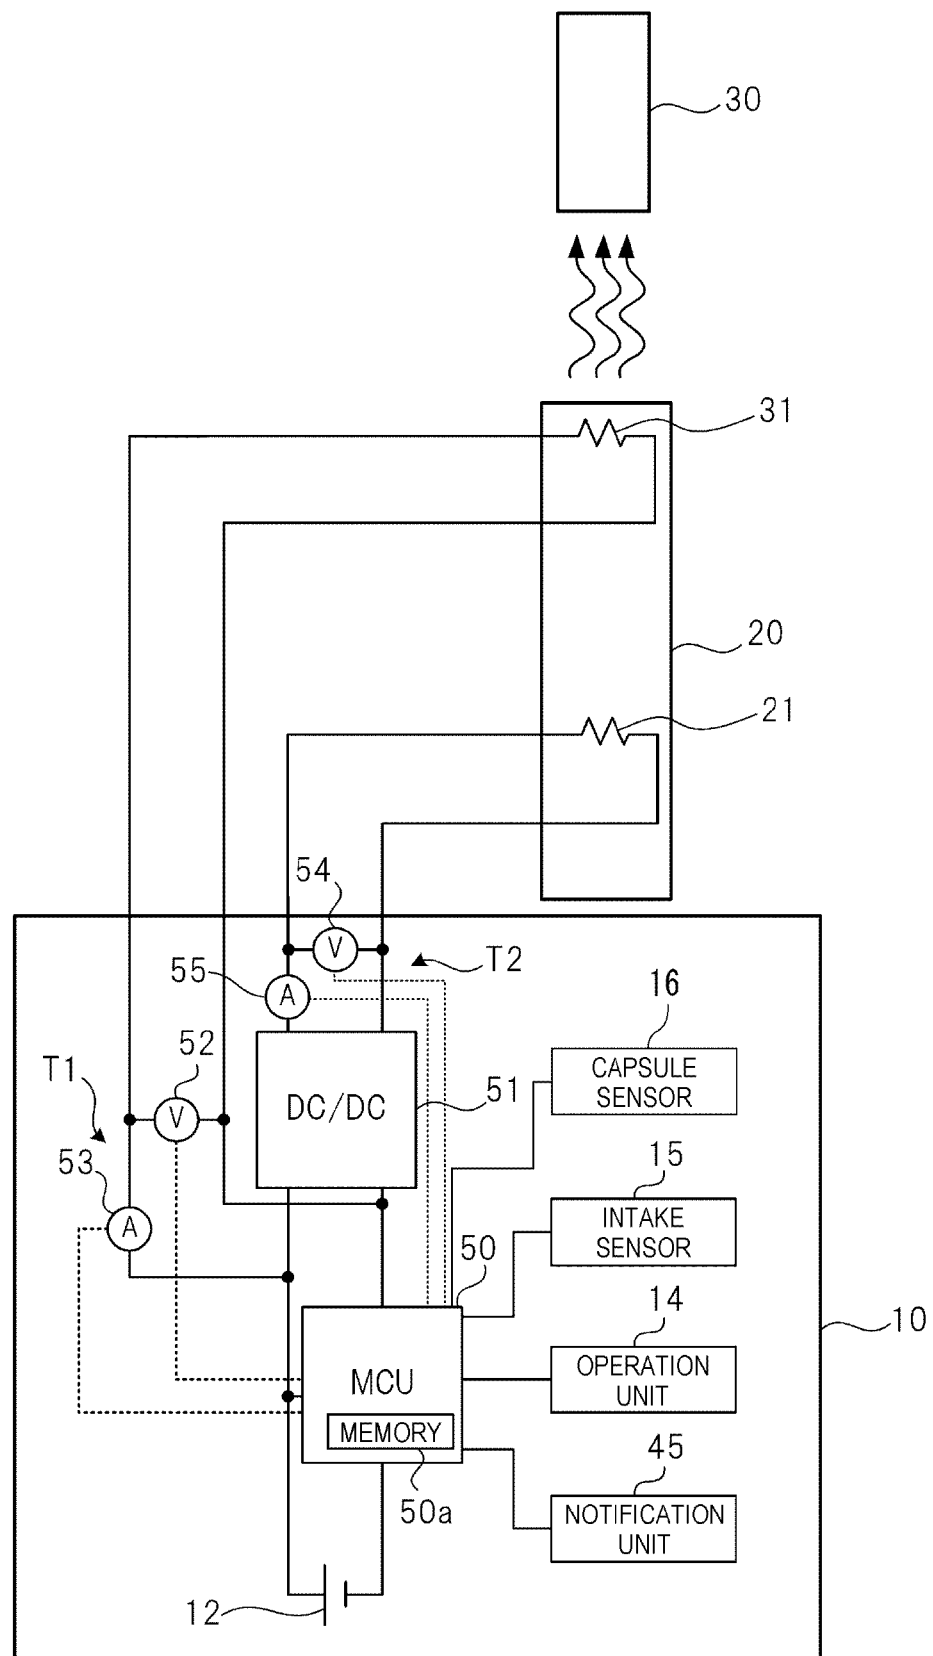 30
31
20
21
54
T2
55
A
V
16
CAPSULE
SENSOR
T1
52
DC/DC
51
V
53
15
INTAKE
SENSOR
A
50
14
10
MCU
OPERATION
UNIT
MEMORY
45
50a
NOTIFICATION
UNIT
12